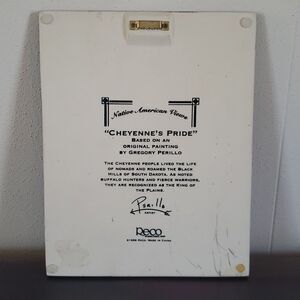 Native American Views
"CHEYENNE'S PRIDE"
BASED ON AN
ORIGINAL PAINTING
BY GREGORY PERILLO
THE CHEYENNE PEOPLE LIVED THE LIFE
OF NOMADS AND ROAMED THE BLACK
HILLS OF SOUTH DAKOTA. AS NOTED
BUFFALO HUNTERS AND FIERCE WARRIORS,
THEY ARE RECOGNIZED AS THE KING OF
THE PLAINS.
Perillo
ARTIST
Reco
RECO. MADE IN CHINA